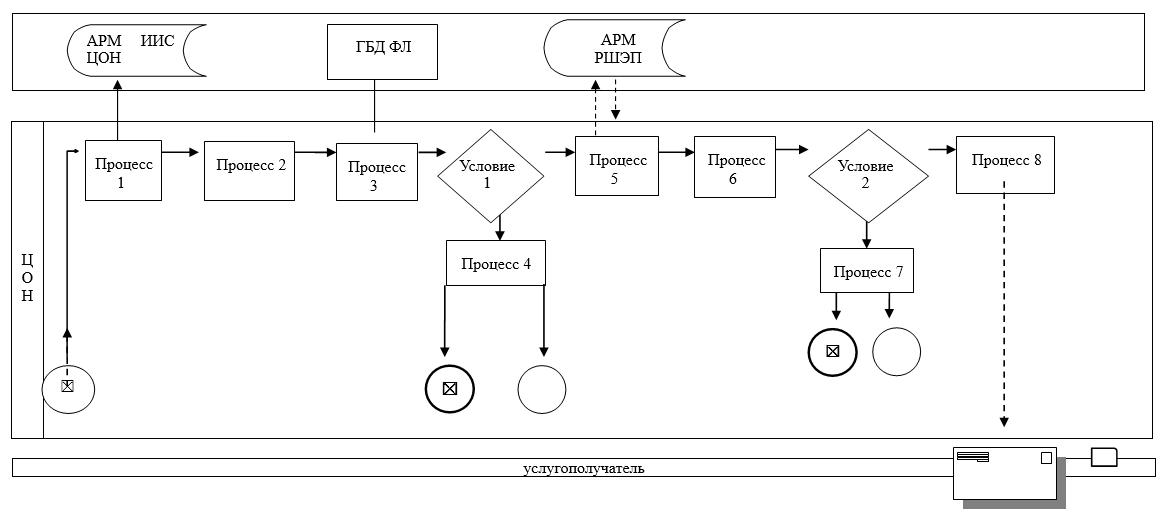 АРМ ИИС
ЦОН
ГБД ФЛ
АРМ
РШЭП
Процесс
1
Процесс 2
Процесс
3
Условие
1
Процесс
5
Процесс
6
Условие
2
Процесс 8
Процесс 4
Процесс 7
Ц
О
Н
услугополучатель